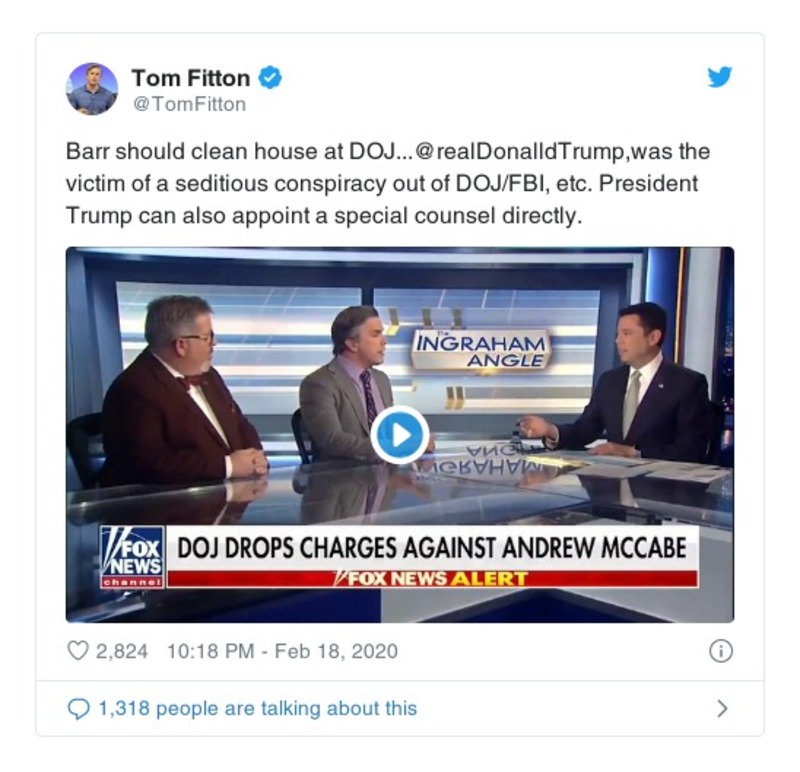 Tom Fitton
@TomFitton
Barr should clean house at DOJ...@realDonalldTrump,was the
victim of a seditious conspiracy out of DOJ/FBI, etc. President
Trump can also appoint a special counsel directly.
The
INGRAHAM
ANGLE
ANGL
INGRAHAM
FOX
NEWS
channel
DOJ DROPS CHARGES AGAINST ANDREW MCCABE
FOX NEWS ALERT
2,824 10:18 PM - Feb 18, 2020
1,318 people are talking about this